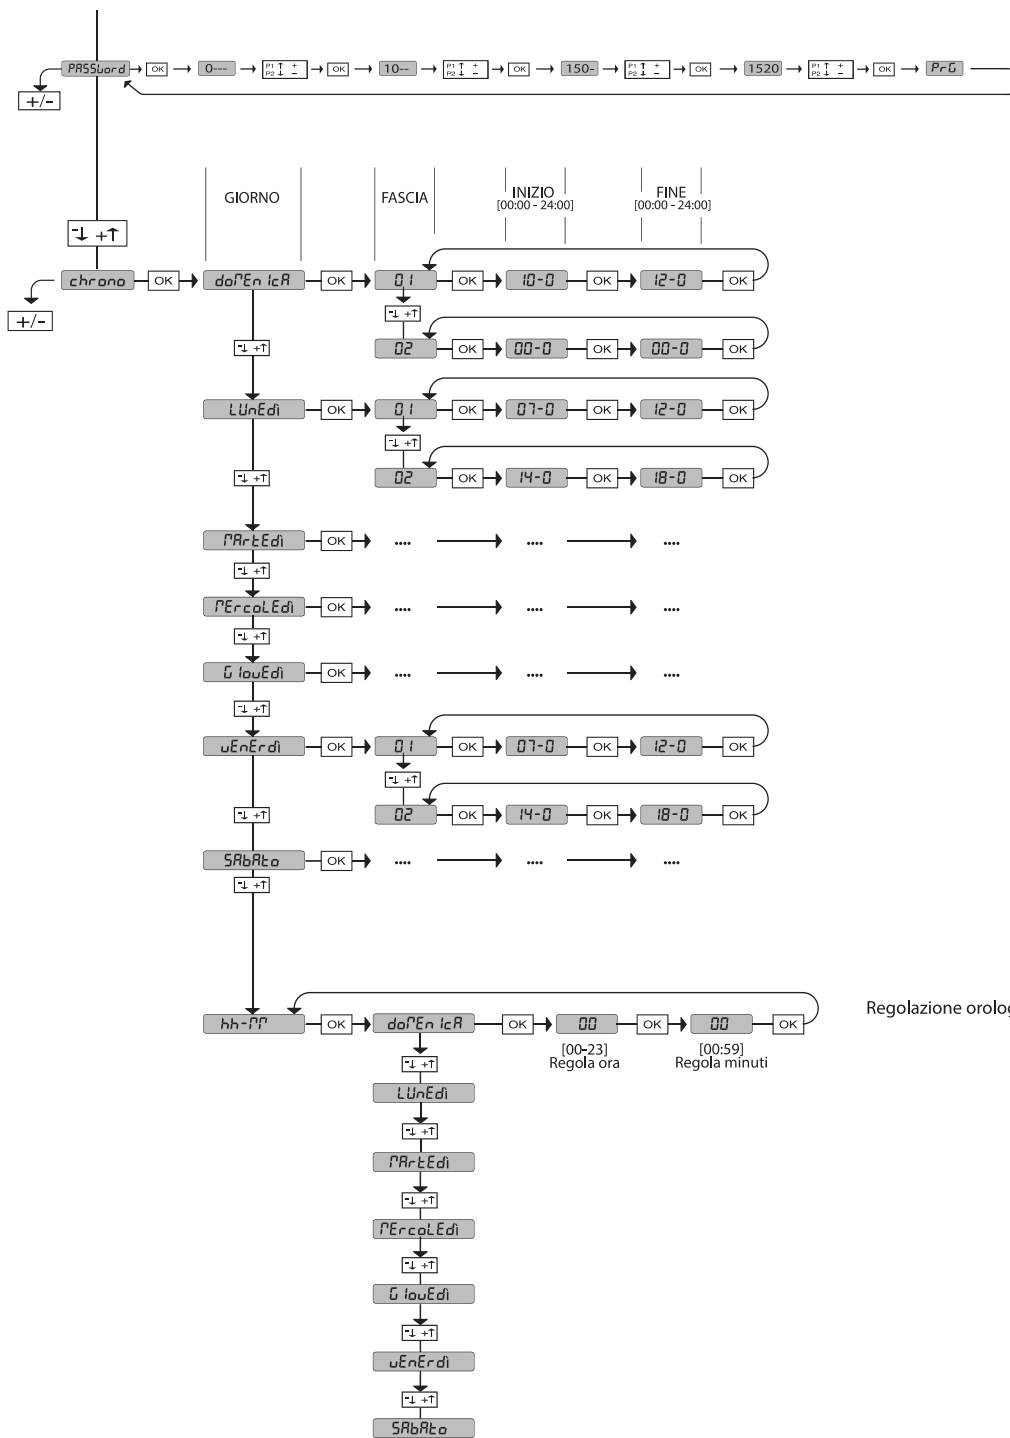 PASSword OK 0--- P1 ↑ + P2 ↓ - OK 10-- P1 ↑ + P2 ↓ - OK 150- P1 ↑ + P2 ↓ - OK 1520 P1 ↑ + P2 ↓ - OK PrG
+/-
GIORNO FASCIA INIZIO [00:00 - 24:00] FINE [00:00 - 24:00]
-↓ +↑
chrono OK doMEnIcA OK 01 OK 10-0 OK 12-0 OK
+/-
-↓ +↑
-↓ +↑ 02 OK 00-0 OK 00-0 OK
LUnEdì OK 01 OK 07-0 OK 12-0 OK
-↓ +↑
-↓ +↑ 02 OK 14-0 OK 18-0 OK
MArtEdì OK .... .... ....
-↓ +↑
MErcoLEdì OK .... .... ....
-↓ +↑
GIovEdì OK .... .... ....
-↓ +↑
vEnErdì OK 01 OK 07-0 OK 12-0 OK
-↓ +↑
-↓ +↑ 02 OK 14-0 OK 18-0 OK
SAbAto OK .... .... ....
-↓ +↑
Regolazione orolog
hh-MM OK doMEnIcA OK 00 OK 00 OK
[00-23] [00:59]
Regola ora Regola minuti
-↓ +↑
LUnEdì
-↓ +↑
MArtEdì
-↓ +↑
MErcoLEdì
-↓ +↑
GIovEdì
-↓ +↑
vEnErdì
-↓ +↑
SAbAto